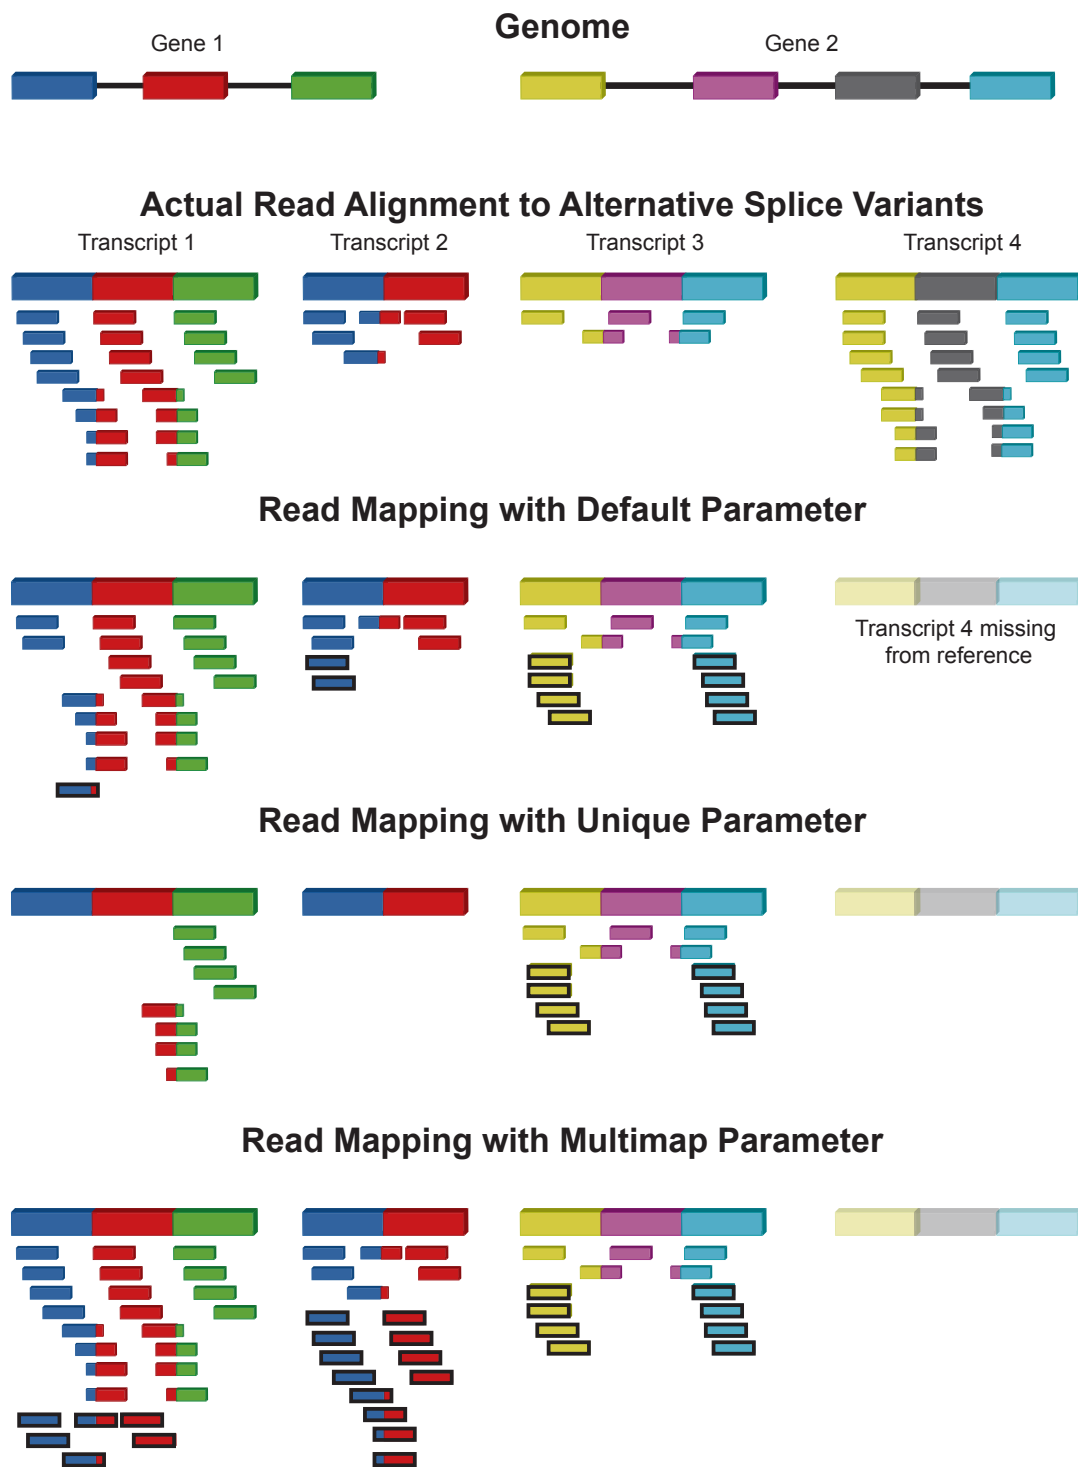 Genome
Gene 1
Gene 2
Actual Read Alignment to Alternative Splice Variants
Transcript 1
Transcript 2
Transcript 3
Transcript 4
Read Mapping with Default Parameter
Transcript 4 missing
from reference
Read Mapping with Unique Parameter
Read Mapping with Multimap Parameter